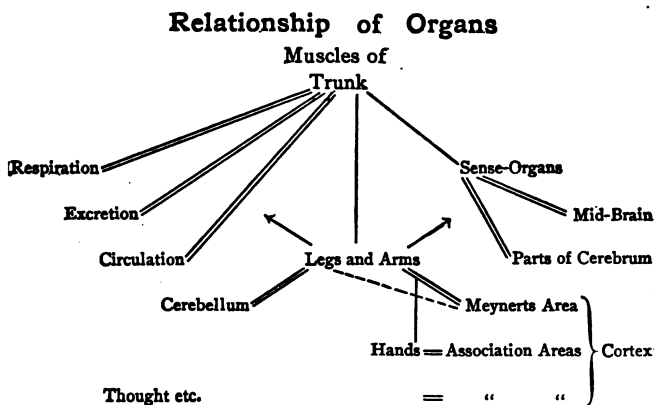 Relationship of Organs
Muscles of
Trunk
Respiration
Sense-Organs
Excretion
Mid-Brain
Circulation
Legs and Arms
Parts of Cerebrum
Cerebellum
Meynerts Area
Hands = Association Areas
Cortex
Thought etc. = “ “